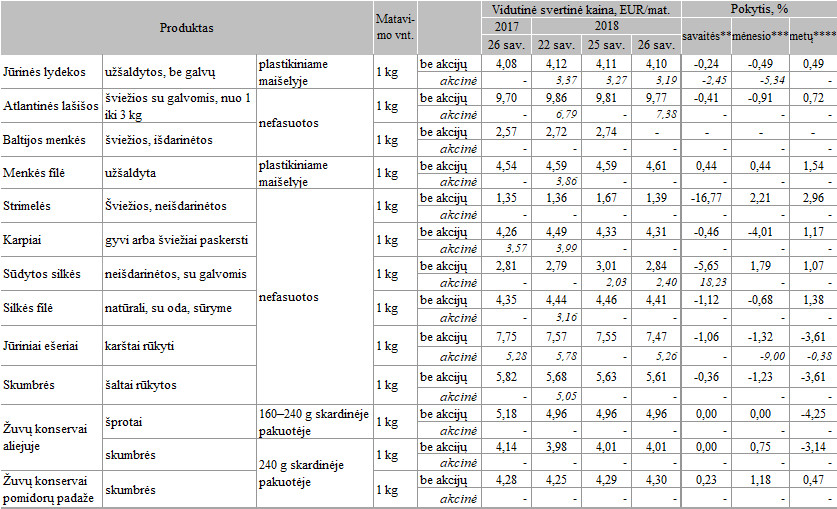 Produktas Matavi- Vidutinė svertinė kaina, EUR/mat. Pokytis, %
mo vnt. 2017 2018 savaitės** mėnesio*** metų****
26 sav. 22 sav. 25 sav. 26 sav.
Jūrinės lydekos užšaldytos, be galvų plastikiniame maišelyje 1 kg be akcijų 4,08 4,12 4,11 4,10 -0,24 -0,49 0,49
akcinė - 3,37 3,27 3,19 -2,45 -5,34 -
Atlantinės lašišos šviežios su galvomis, nuo 1 iki 3 kg nefasuotos 1 kg be akcijų 9,70 9,86 9,81 9,77 -0,41 -0,91 0,72
akcinė - 6,79 - 7,38 - - -
Baltijos menkės šviežios, išdarinėtos 1 kg be akcijų 2,57 2,72 2,74 - - - -
akcinė - - - - - - -
Menkės filė užšaldyta plastikiniame maišelyje 1 kg be akcijų 4,54 4,59 4,59 4,61 0,44 0,44 1,54
akcinė - 3,86 - - - - -
Strimelės Šviežios, neišdarinėtos nefasuotos 1 kg be akcijų 1,35 1,36 1,67 1,39 -16,77 2,21 2,96
akcinė - - - - - - -
Karpiai gyvi arba šviežiai paskersti 1 kg be akcijų 4,26 4,49 4,33 4,31 -0,46 -4,01 1,17
akcinė 3,57 3,99 - - - - -
Sūdytos silkės neišdarinėtos, su galvomis 1 kg be akcijų 2,81 2,79 3,01 2,84 -5,65 1,79 1,07
akcinė - - 2,03 2,40 18,23 - -
Silkės filė natūrali, su oda, sūryme 1 kg be akcijų 4,35 4,44 4,46 4,41 -1,12 -0,68 1,38
akcinė - 3,16 - - - - -
Jūriniai ešeriai karštai rūkyti 1 kg be akcijų 7,75 7,57 7,55 7,47 -1,06 -1,32 -3,61
akcinė 5,28 5,78 - 5,26 - -9,00 -0,38
Skumbrės šaltai rūkytos 1 kg be akcijų 5,82 5,68 5,63 5,61 -0,36 -1,23 -3,61
akcinė - 5,05 - - - - -
Žuvų konservai aliejuje šprotai 160–240 g skardinėje pakuotėje 1 kg be akcijų 5,18 4,96 4,96 4,96 0,00 0,00 -4,25
akcinė - - - - - - -
skumbrės 240 g skardinėje pakuotėje 1 kg be akcijų 4,14 3,98 4,01 4,01 0,00 0,75 -3,14
akcinė - - - - - - -
Žuvų konservai pomidorų padaže skumbrės 1 kg be akcijų 4,28 4,25 4,29 4,30 0,23 1,18 0,47
akcinė - - - - - - -